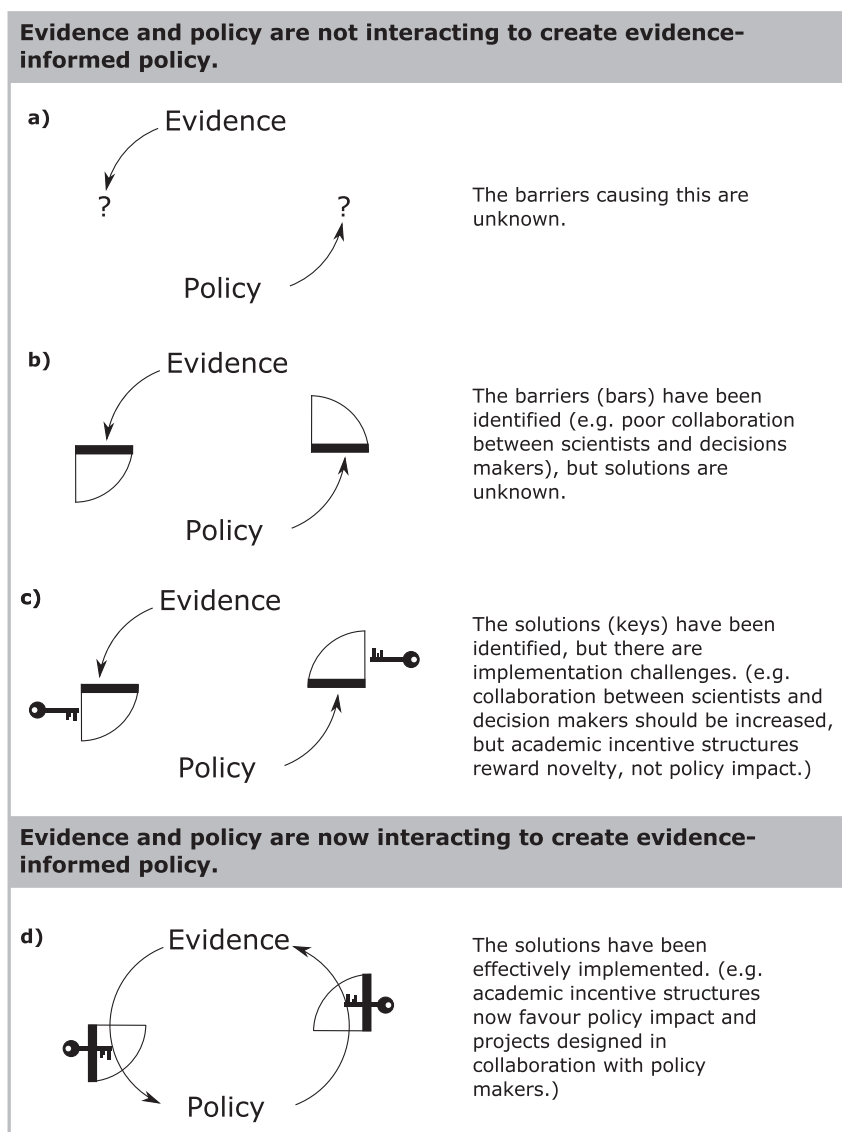 Evidence and policy are not interacting to create evidence-
informed policy.
a)
Evidence
?
?
Policy
The barriers causing this are
unknown.
b)
Evidence
Policy
The barriers (bars) have been
identified (e.g. poor collaboration
between scientists and decisions
makers), but solutions are
unknown.
c)
Evidence
Policy
The solutions (keys) have been
identified, but there are
implementation challenges. (e.g.
collaboration between scientists and
decision makers should be increased,
but academic incentive structures
reward novelty, not policy impact.)
Evidence and policy are now interacting to create evidence-
informed policy.
d)
Evidence
Policy
The solutions have been
effectively implemented. (e.g.
academic incentive structures
now favour policy impact and
projects designed in
collaboration with policy
makers.)